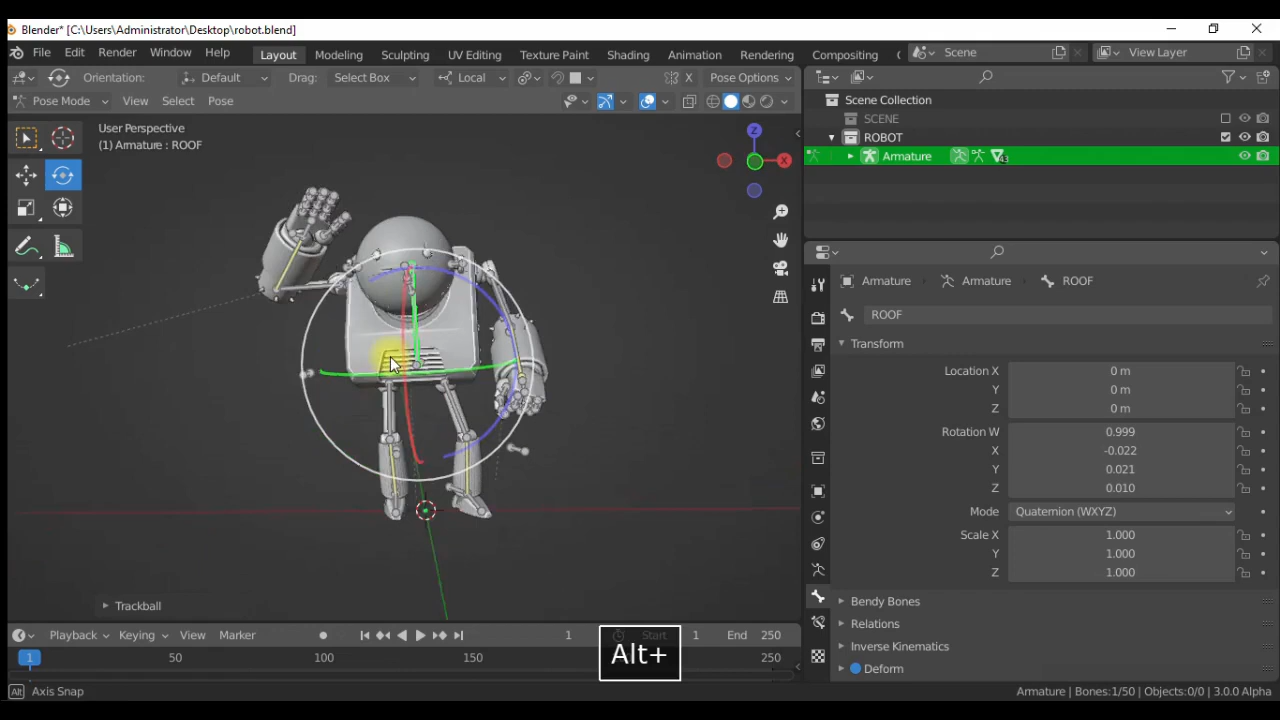 Blender* [C:\Users\Administrator\Desktop\robot.blend]
File Edit Render Window Help Layout Modeling Sculpting UV Editing Texture Paint Shading Animation Rendering Compositing Scene View Layer
Orientation: Default Drag: Select Box Local X Pose Options
Pose Mode View Select Pose
User Perspective
(1) Armature : ROOF
Z
X
Trackball
Scene Collection
SCENE
ROBOT
Armature 43
Armature Armature ROOF
ROOF
Transform
Location X 0 m
Y 0 m
Z 0 m
Rotation W 0.999
X -0.022
Y 0.021
Z 0.010
Mode Quaternion (WXYZ)
Scale X 1.000
Y 1.000
Z 1.000
Bendy Bones
Relations
Inverse Kinematics
Deform
Playback Keying View Marker 1 Start 1 End 250
1 50 100 150 250
Alt+
Alt Axis Snap Armature | Bones:1/50 | Objects:0/0 | 3.0.0 Alpha